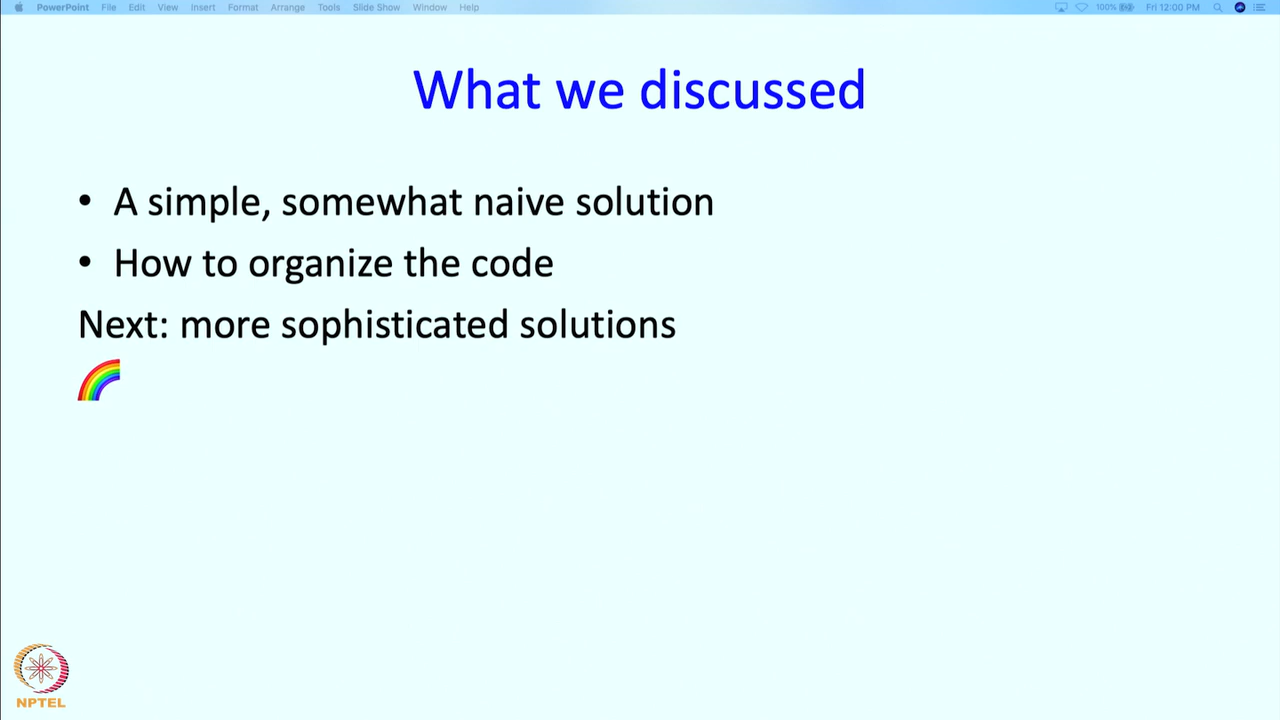 PowerPoint File Edit View Insert Format Arrange Tools Slide Show Window Help 100% Fri 12:00 PM
What we discussed
• A simple, somewhat naive solution
• How to organize the code
Next: more sophisticated solutions
🌈
NPTEL